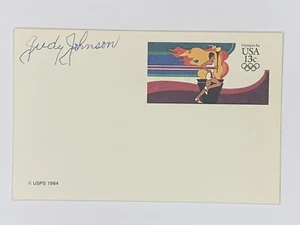 Judy Johnson
Olympics 84
USA
13c
© USPS 1984